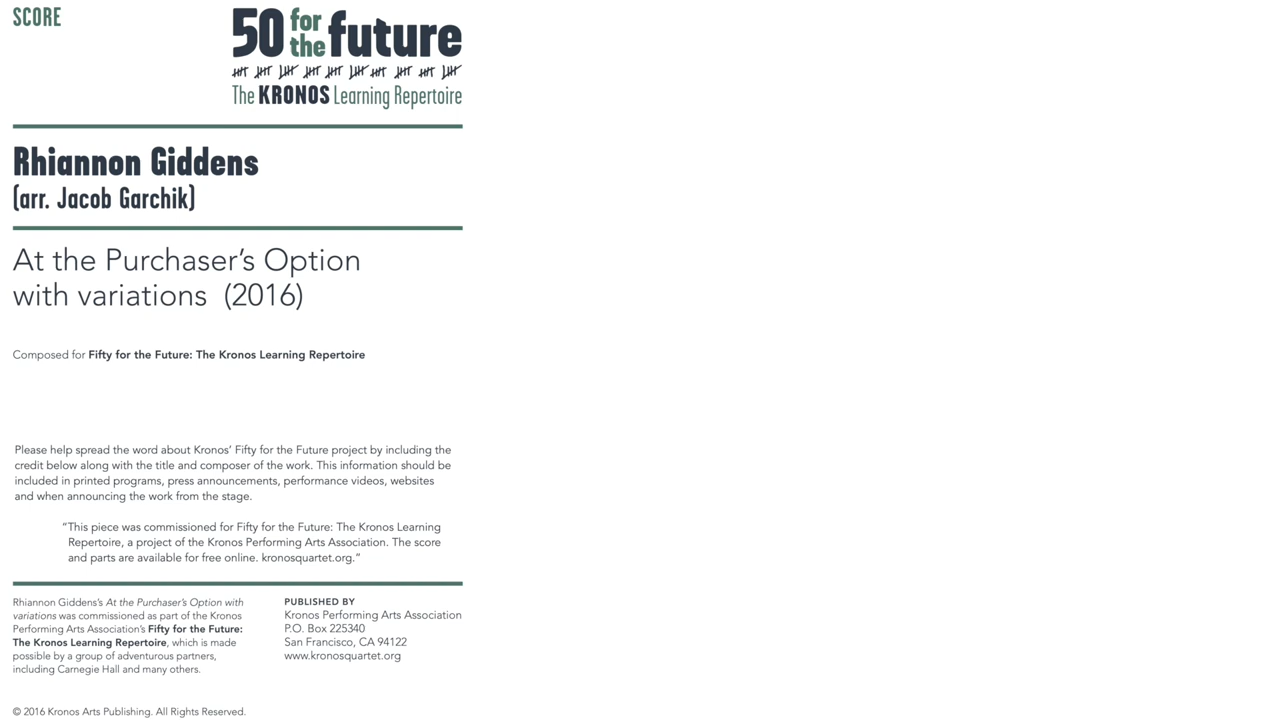 SCORE
50 for the future
The KRONOS Learning Repertoire
Rhiannon Giddens
(arr. Jacob Garchik)
At the Purchaser’s Option
with variations (2016)
Composed for Fifty for the Future: The Kronos Learning Repertoire
Please help spread the word about Kronos’ Fifty for the Future project by including the
credit below along with the title and composer of the work. This information should be
included in printed programs, press announcements, performance videos, websites
and when announcing the work from the stage.
“This piece was commissioned for Fifty for the Future: The Kronos Learning
Repertoire, a project of the Kronos Performing Arts Association. The score
and parts are available for free online. kronosquartet.org.”
Rhiannon Giddens’s At the Purchaser’s Option with
variations was commissioned as part of the Kronos
Performing Arts Association’s Fifty for the Future:
The Kronos Learning Repertoire, which is made
possible by a group of adventurous partners,
including Carnegie Hall and many others.
PUBLISHED BY
Kronos Performing Arts Association
P.O. Box 225340
San Francisco, CA 94122
www.kronosquartet.org
© 2016 Kronos Arts Publishing. All Rights Reserved.